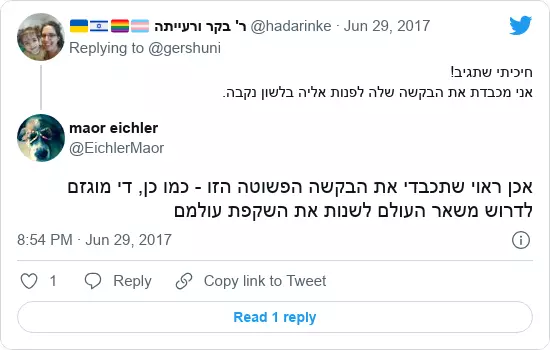 🇺🇦🇮🇱🏳️‍🌈🏳️‍⚧️ ר' בקר ורעייתה @hadarinke · Jun 29, 2017
Replying to @gershuni
חיכיתי שתגיב!
אני מכבדת את הבקשה שלה לפנות אליה בלשון נקבה.
maor eichler
@EichlerMaor
אכן ראוי שתכבדי את הבקשה הפשוטה הזו - כמו כן, די מוגזם
לדרוש משאר העולם לשנות את השקפת עולמם
8:54 PM · Jun 29, 2017
1 Reply Copy link to Tweet
Read 1 reply